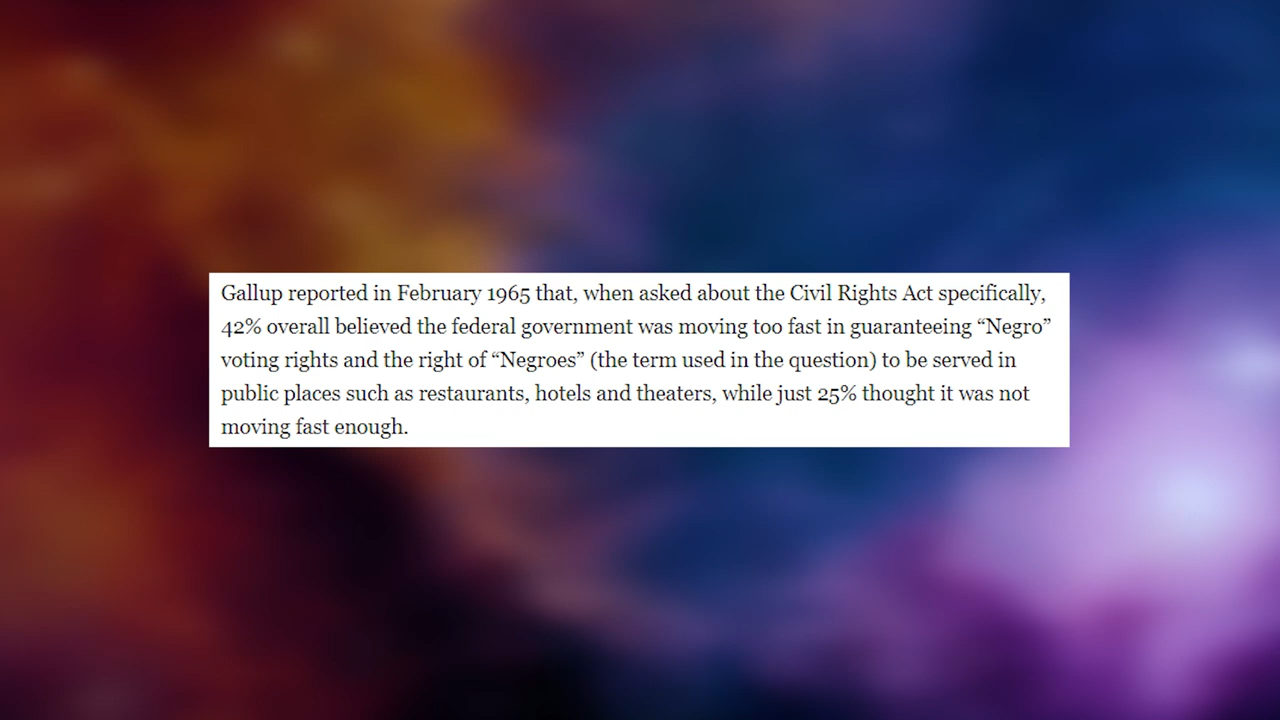 Gallup reported in February 1965 that, when asked about the Civil Rights Act specifically,
42% overall believed the federal government was moving too fast in guaranteeing “Negro”
voting rights and the right of “Negroes” (the term used in the question) to be served in
public places such as restaurants, hotels and theaters, while just 25% thought it was not
moving fast enough.